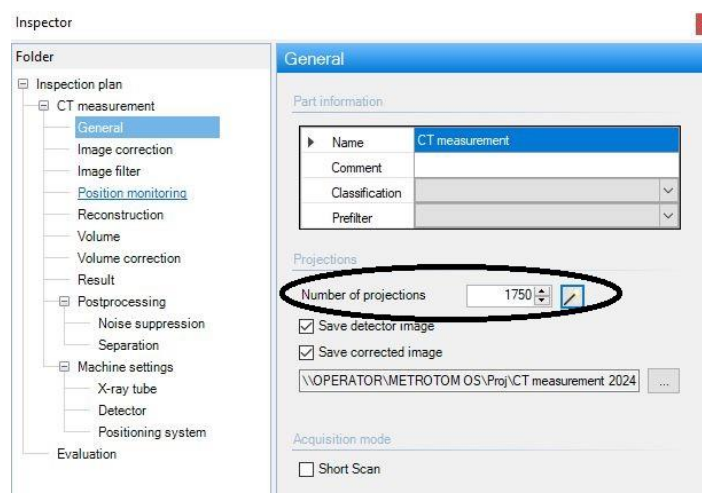 Inspector
Folder
Inspection plan
CT measurement
General
Image correction
Image filter
Position monitoring
Reconstruction
Volume
Volume correction
Result
Postprocessing
Noise suppression
Separation
Machine settings
X-ray tube
Detector
Positioning system
Evaluation
General
Part information
Name CT measurement
Comment
Classification
Prefilter
Projections
Number of projections 1750
Save detector image
Save corrected image
\\OPERATOR\METROTOM OS\Proj\CT measurement 2024 ...
Acquisition mode
Short Scan